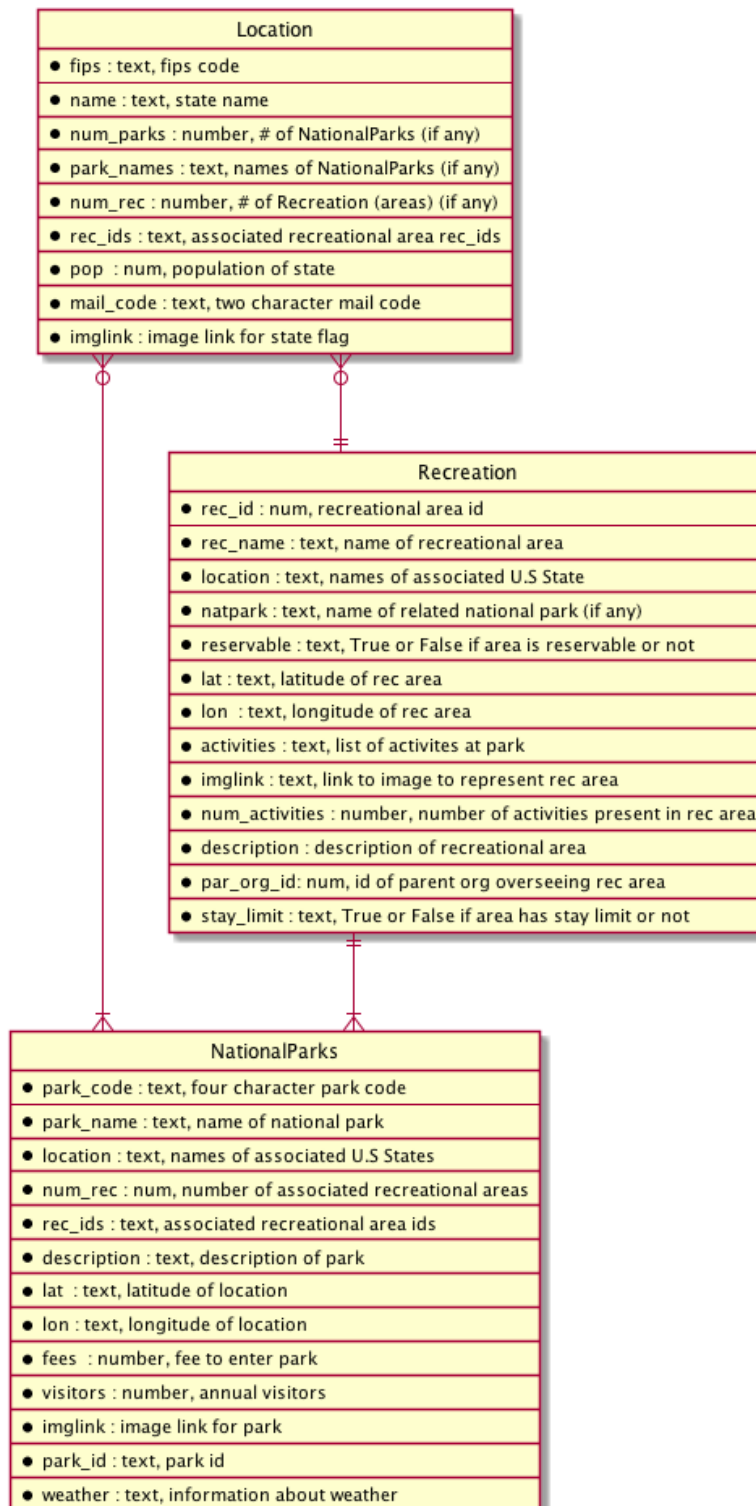 Location
fips : text, fips code
name : text, state name
num_parks : number, # of NationalParks (if any)
park_names : text, names of NationalParks (if any)
num_rec : number, # of Recreation (areas) (if any)
rec_ids : text, associated recreational area rec_ids
pop : num, population of state
mail_code : text, two character mail code
imglink : image link for state flag
Recreation
rec_id : num, recreational area id
rec_name : text, name of recreational area
location : text, names of associated U.S State
natpark : text, name of related national park (if any)
reservable : text, True or False if area is reservable or not
lat : text, latitude of rec area
lon : text, longitude of rec area
activities : text, list of activites at park
imglink : text, link to image to represent rec area
num_activities : number, number of activities present in rec area
description : description of recreational area
par_org_id: num, id of parent org overseeing rec area
stay_limit : text, True or False if area has stay limit or not
NationalParks
park_code : text, four character park code
park_name : text, name of national park
location : text, names of associated U.S States
num_rec : num, number of associated recreational areas
rec_ids : text, associated recreational area ids
description : text, description of park
lat : text, latitude of location
lon : text, longitude of location
fees : number, fee to enter park
visitors : number, annual visitors
imglink : image link for park
park_id : text, park id
weather : text, information about weather